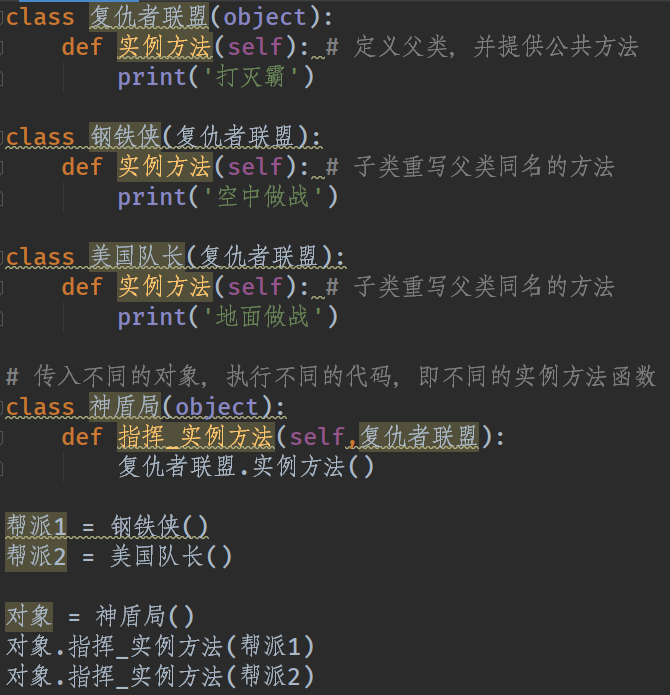 class 复仇者联盟(object):
    def 实例方法(self): # 定义父类, 并提供公共方法
        print('打灭霸')
class 钢铁侠(复仇者联盟):
    def 实例方法(self): # 子类重写父类同名的方法
        print('空中做战')
class 美国队长(复仇者联盟):
    def 实例方法(self): # 子类重写父类同名的方法
        print('地面做战')
# 传入不同的对象, 执行不同的代码, 即不同的实例方法函数
class 神盾局(object):
    def 指挥_实例方法(self,复仇者联盟):
        复仇者联盟.实例方法()
帮派1 = 钢铁侠()
帮派2 = 美国队长()
对象 = 神盾局()
对象.指挥_实例方法(帮派1)
对象.指挥_实例方法(帮派2)